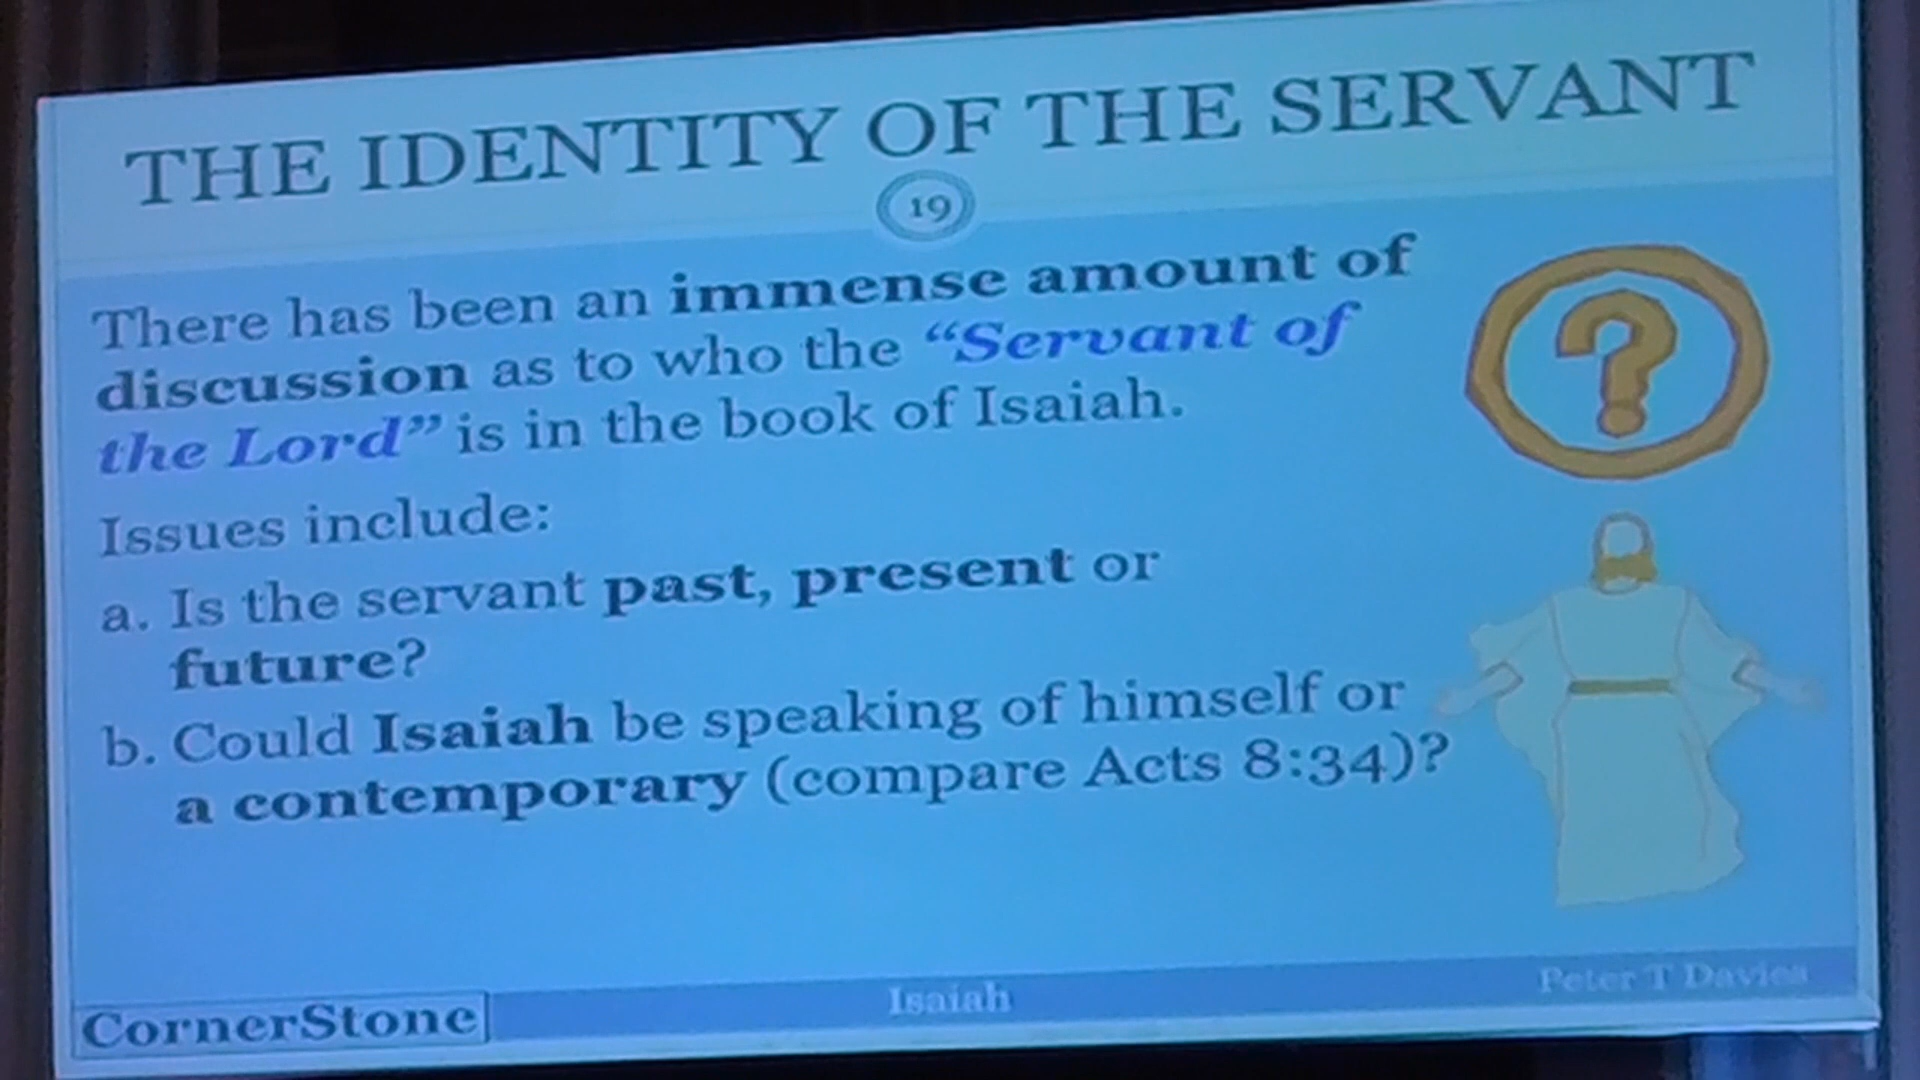 THE IDENTITY OF THE SERVANT
19
There has been an immense amount of
discussion as to who the “Servant of
the Lord” is in the book of Isaiah.
Issues include:
a. Is the servant past, present or
future?
b. Could Isaiah be speaking of himself or
a contemporary (compare Acts 8:34)?
CornerStone
Isaiah
Peter T Davies